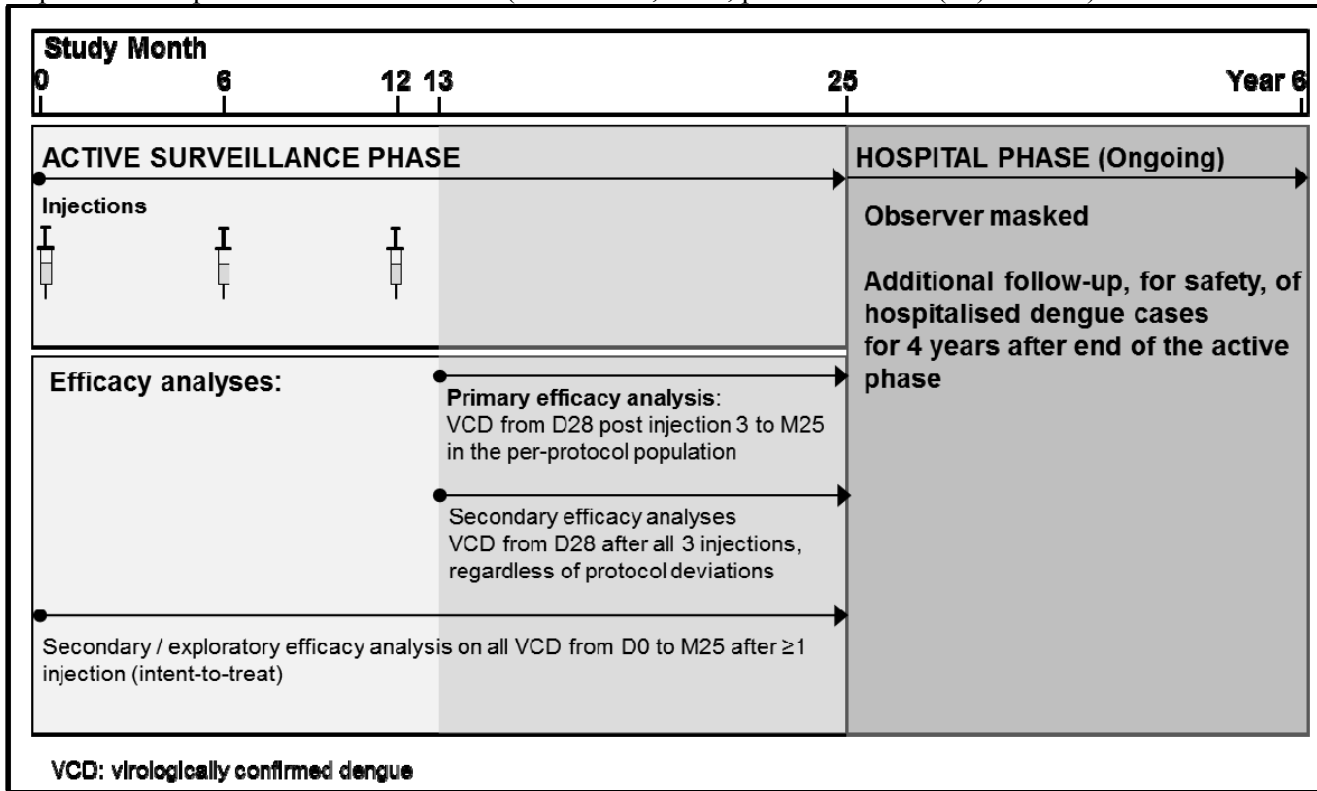 Study Month
0 6 12 13 25 Year 6
ACTIVE SURVEILLANCE PHASE
Injections
HOSPITAL PHASE (Ongoing)
Observer masked
Additional follow-up, for safety, of
hospitalised dengue cases
for 4 years after end of the active
phase
Efficacy analyses:
Primary efficacy analysis:
VCD from D28 post injection 3 to M25
in the per-protocol population
Secondary efficacy analyses
VCD from D28 after all 3 injections,
regardless of protocol deviations
Secondary / exploratory efficacy analysis on all VCD from D0 to M25 after ≥1
injection (intent-to-treat)
VCD: virologically confirmed dengue